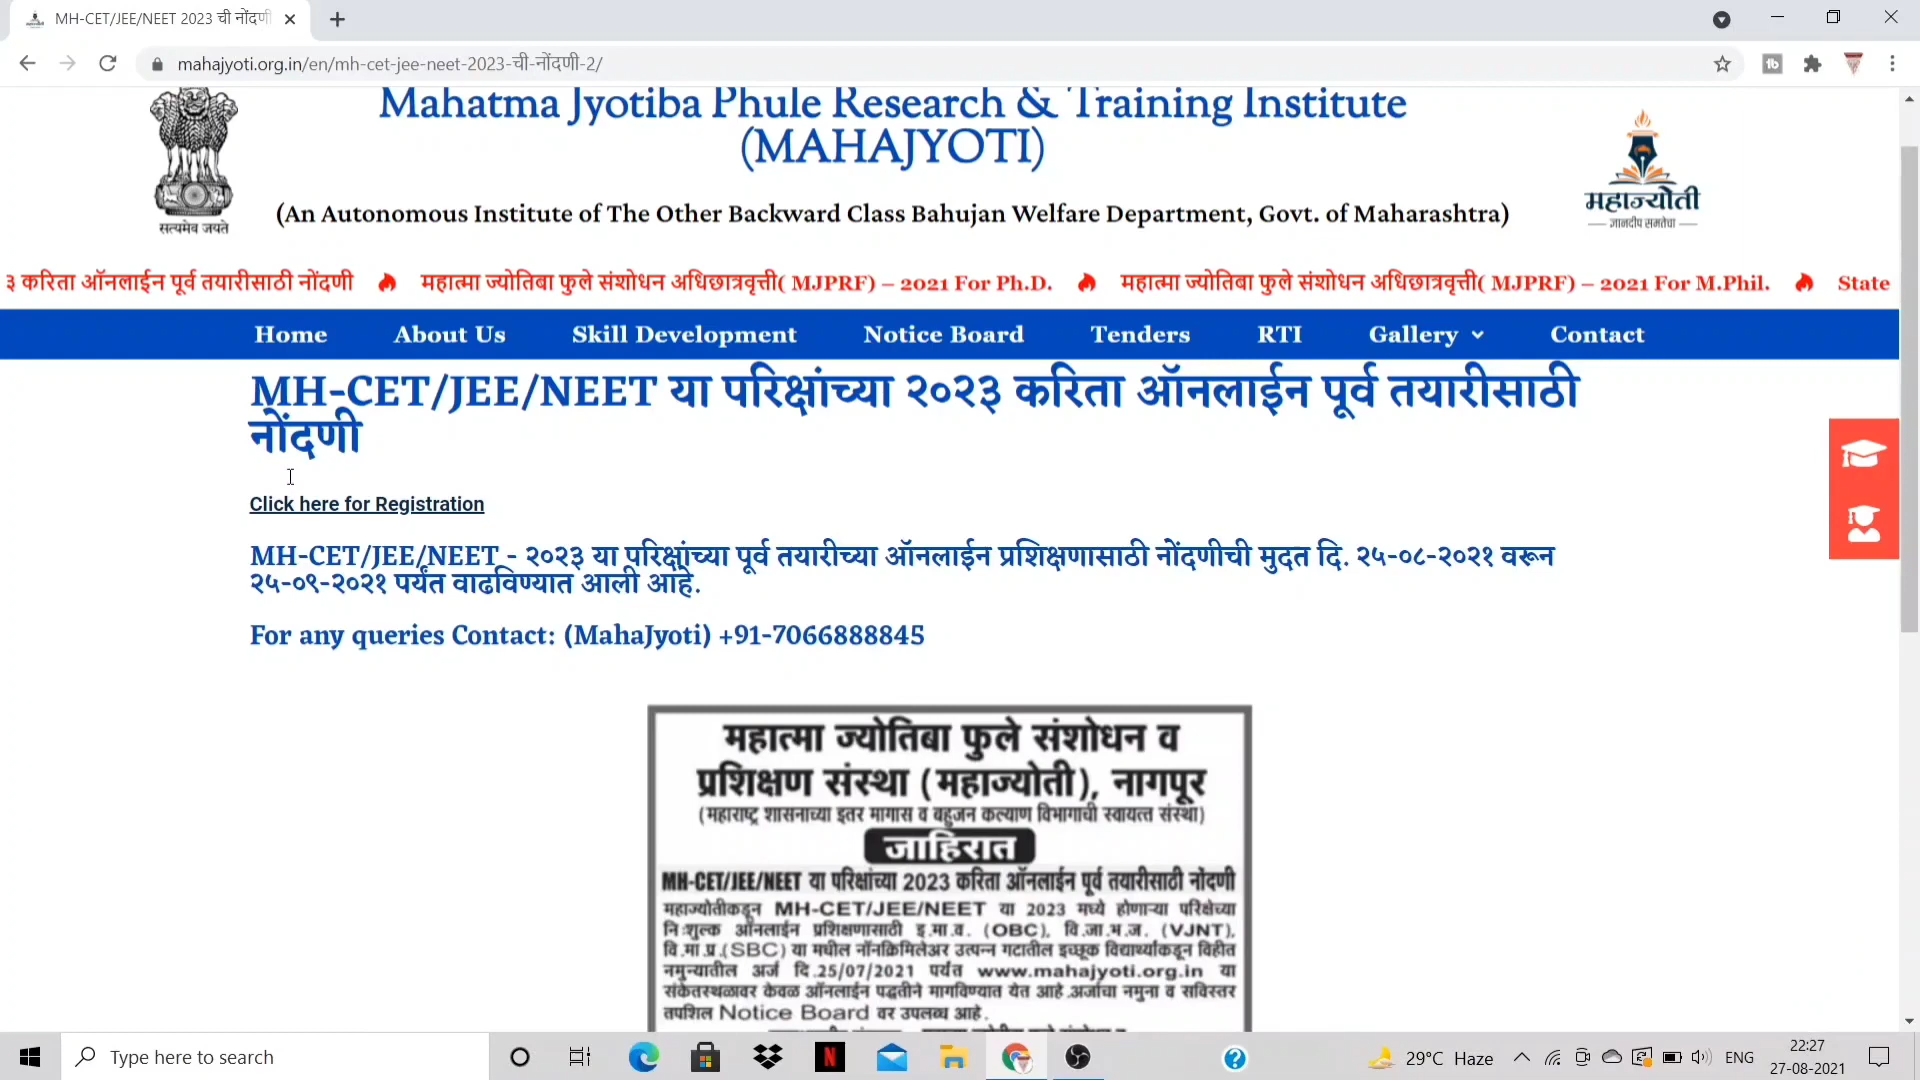 MH-CET/JEE/NEET 2023 ची नोंदणी
mahajyoti.org.in/en/mh-cet-jee-neet-2023-ची-नोंदणी-2/
Mahatma Jyotiba Phule Research & Training Institute
(MAHAJYOTI)
(An Autonomous Institute of The Other Backward Class Bahujan Welfare Department, Govt. of Maharashtra)
सत्यमेव जयते
महाज्योती
ज्ञानदीप समतेचा
३ करिता ऑनलाईन पूर्व तयारीसाठी नोंदणी महात्मा ज्योतिबा फुले संशोधन अधिछात्रवृत्ती( MJPRF) – 2021 For Ph.D. महात्मा ज्योतिबा फुले संशोधन अधिछात्रवृत्ती( MJPRF) – 2021 For M.Phil. State
Home About Us Skill Development Notice Board Tenders RTI Gallery Contact
MH-CET/JEE/NEET या परिक्षांच्या २०२३ करिता ऑनलाईन पूर्व तयारीसाठी
नोंदणी
Click here for Registration
MH-CET/JEE/NEET - २०२३ या परिक्षांच्या पूर्व तयारीच्या ऑनलाईन प्रशिक्षणासाठी नोंदणीची मुदत दि. २५-०८-२०२१ वरून
२५-०९-२०२१ पर्यंत वाढविण्यात आली आहे.
For any queries Contact: (MahaJyoti) +91-7066888845
महात्मा ज्योतिबा फुले संशोधन व
प्रशिक्षण संस्था (महाज्योती), नागपूर
(महाराष्ट्र शासनाच्या इतर मागास व बहुजन कल्याण विभागाची स्वायत्त संस्था)
जाहिरात
MH-CET/JEE/NEET या परिक्षांच्या 2023 करिता ऑनलाईन पूर्व तयारीसाठी नोंदणी
महाज्योतीकडून MH-CET/JEE/NEET या 2023 मध्ये होणाऱ्या परिक्षेच्या
नि:शुल्क ऑनलाईन प्रशिक्षणासाठी इ.मा.व. (OBC), वि.जा.भ.ज. (VJNT),
वि.मा.प्र.(SBC) या मधील नॉनक्रिमिलेअर उत्पन्न गटातील इच्छूक विद्यार्थ्यांकडून विहीत
नमुन्यातील अर्ज दि.25/07/2021 पर्यंत www.mahajyoti.org.in या
संकेतस्थळावर केवळ ऑनलाईन पद्धतीने मागविण्यात येत आहे.अर्जाचा नमुना व सविस्तर
तपशिल Notice Board वर उपलब्ध आहे.
Type here to search
29°C Haze
ENG
22:27
27-08-2021